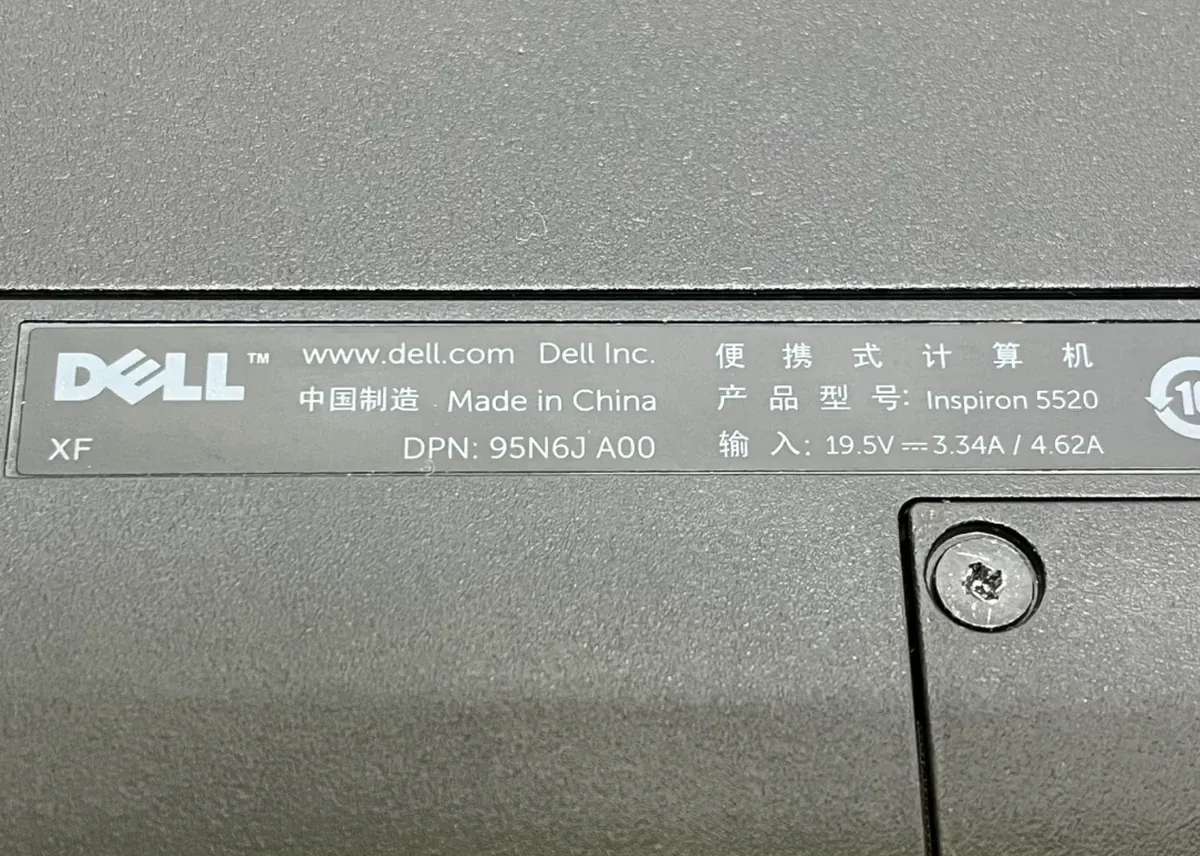 DELL™
www.dell.com Dell Inc.
中国制造 Made in China
XF
DPN: 95N6J A00
便携式计算机
产品型号: Inspiron 5520
输入: 19.5V⎓3.34A / 4.62A
10